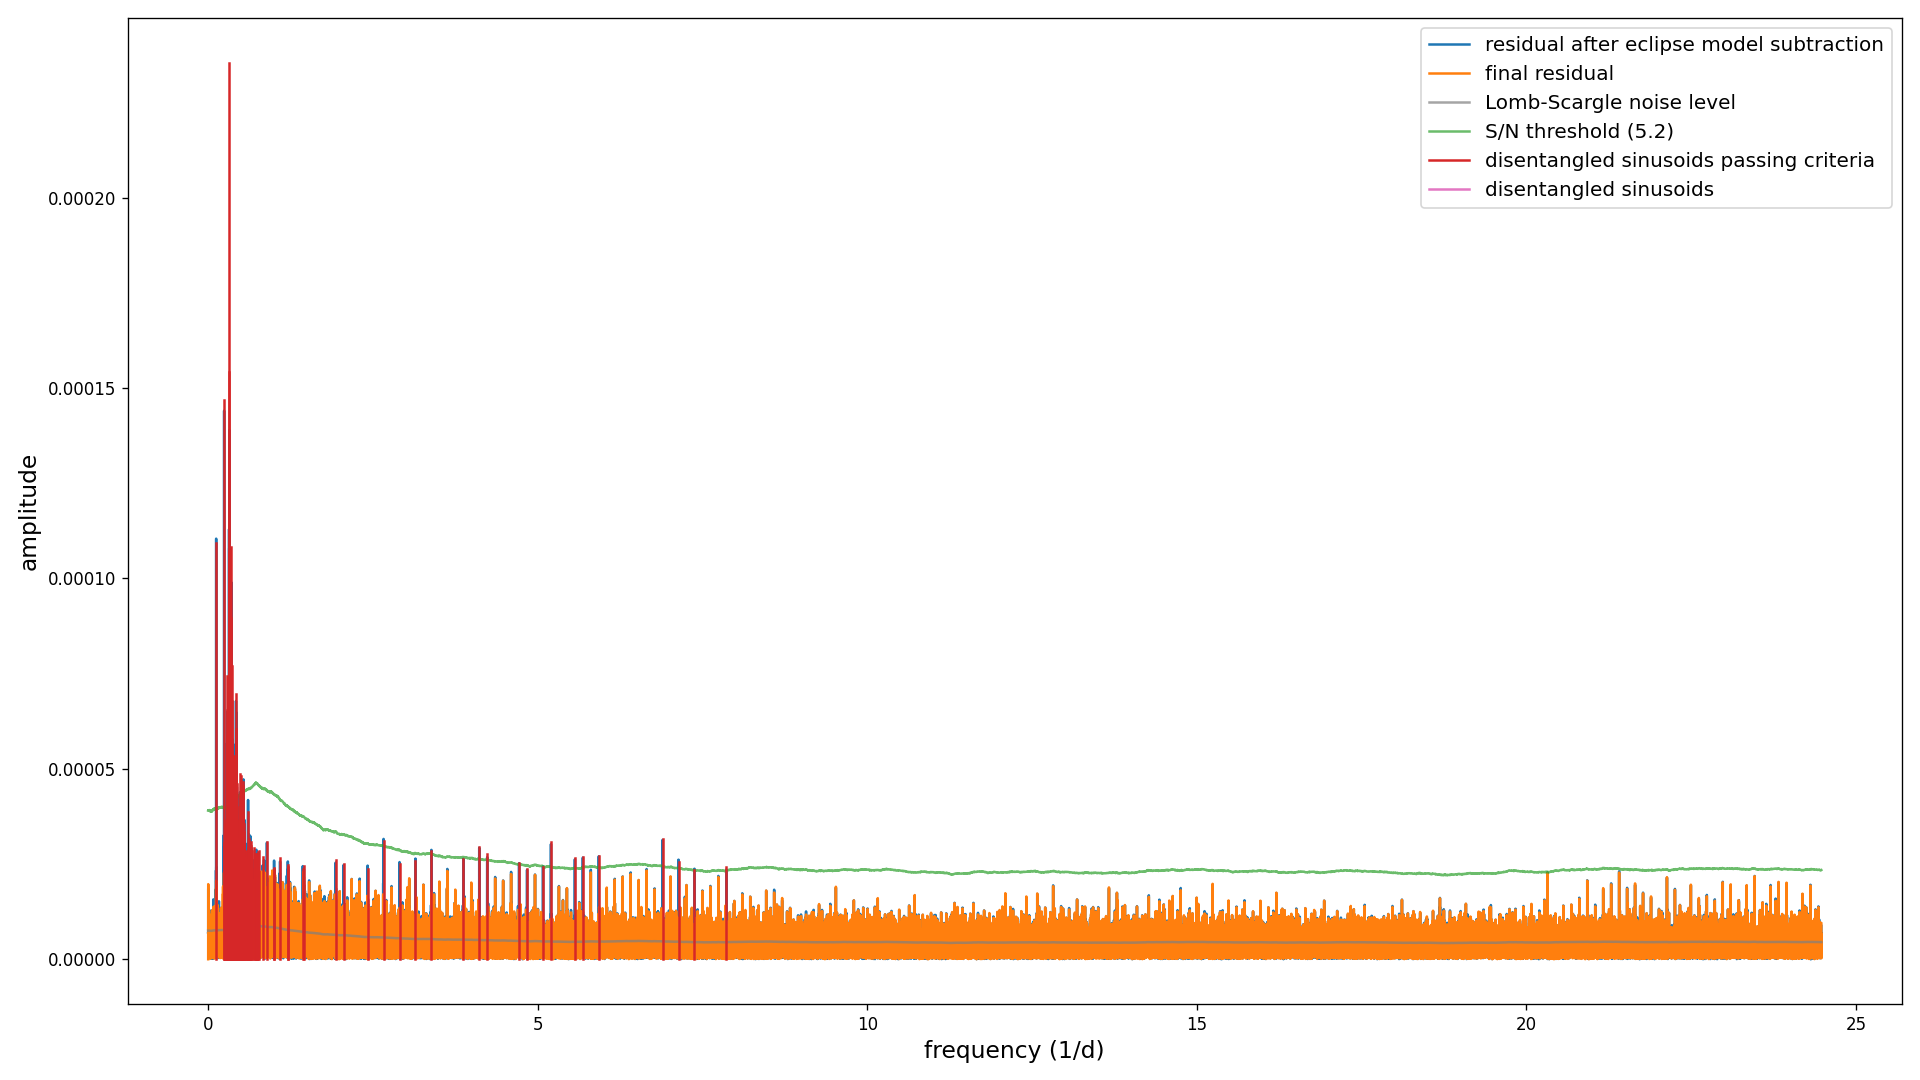 residual after eclipse model subtraction
final residual
Lomb-Scargle noise level
S/N threshold (5.2)
disentangled sinusoids passing criteria
disentangled sinusoids
amplitude
0.00020
0.00015
0.00010
0.00005
0.00000
0
5
10
15
20
25
frequency (1/d)